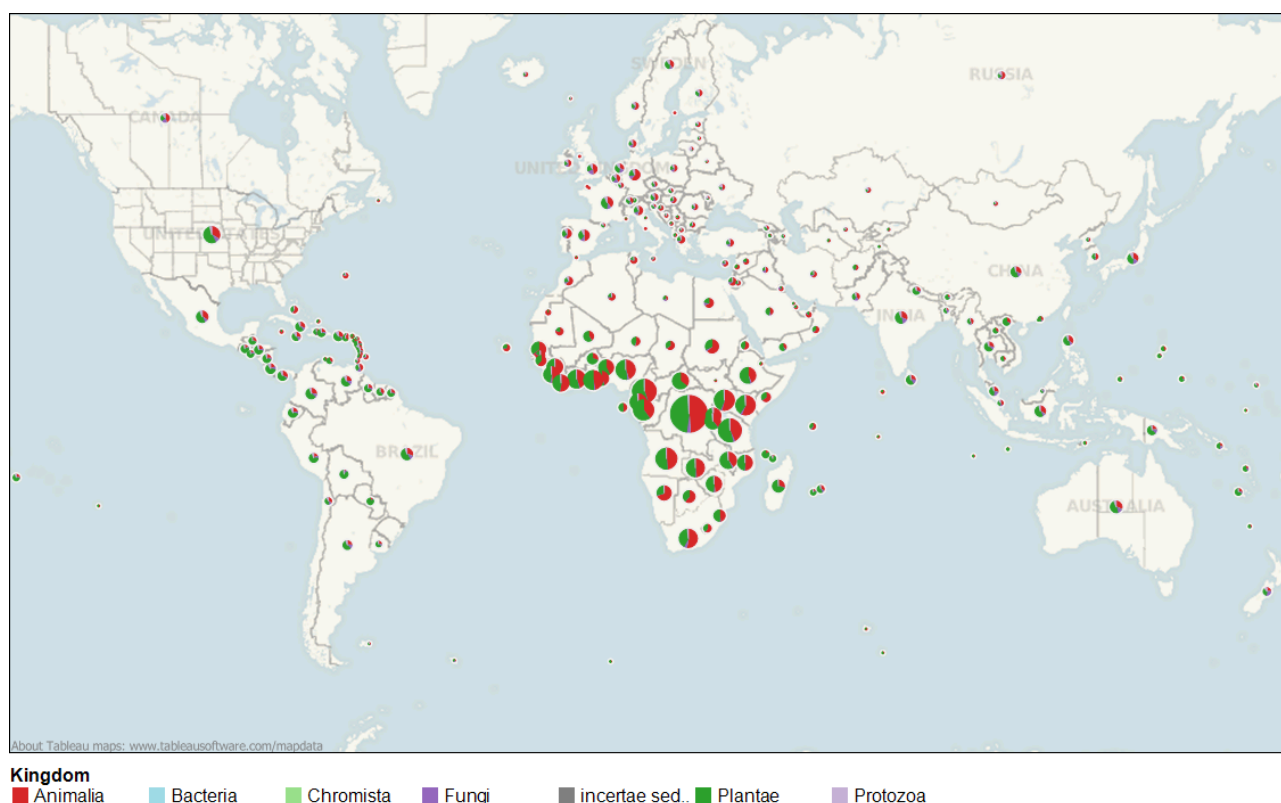 SWEDEN
RUSSIA
CANADA
UNITED KINGDOM
UNITED STATES
CHINA
INDIA
BRAZIL
AUSTRALIA
About Tableau maps: www.tableausoftware.com/mapdata
Kingdom
Animalia Bacteria Chromista Fungi incertae sed.. Plantae Protozoa